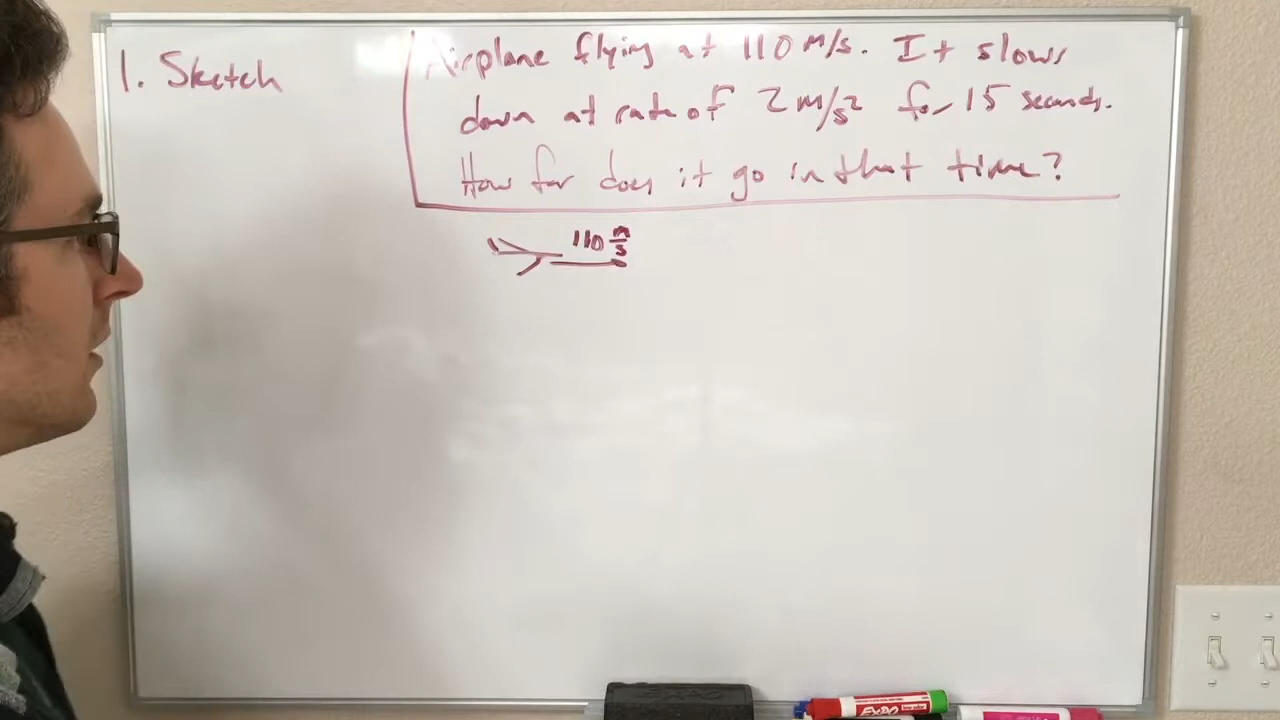 1. Sketch
Airplane flying at 110 m/s. It slows
down at rate of 2 m/s² for 15 seconds.
How far does it go in that time?
110 m/s
EXPO